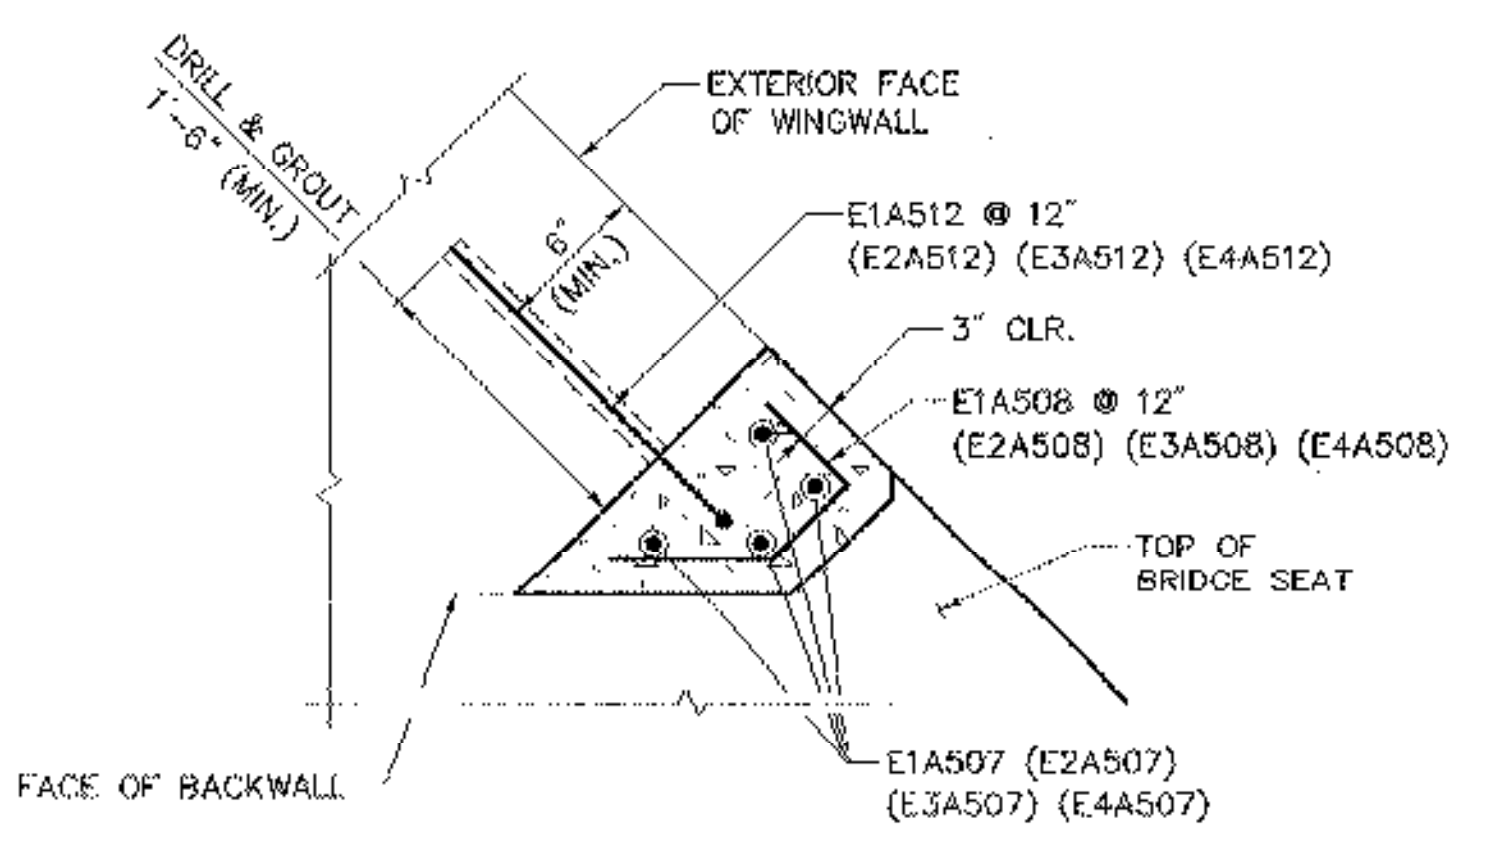 DRILL & GROUT
1'-6" (MIN.)
EXTERIOR FACE
OF WINGWALL
6"
(MIN.)
E1A512 @ 12"
(E2A512) (E3A512) (E4A512)
3" CLR.
E1A508 @ 12"
(E2A508) (E3A508) (E4A508)
TOP OF
BRIDGE SEAT
FACE OF BACKWALL
E1A507 (E2A507)
(E3A507) (E4A507)